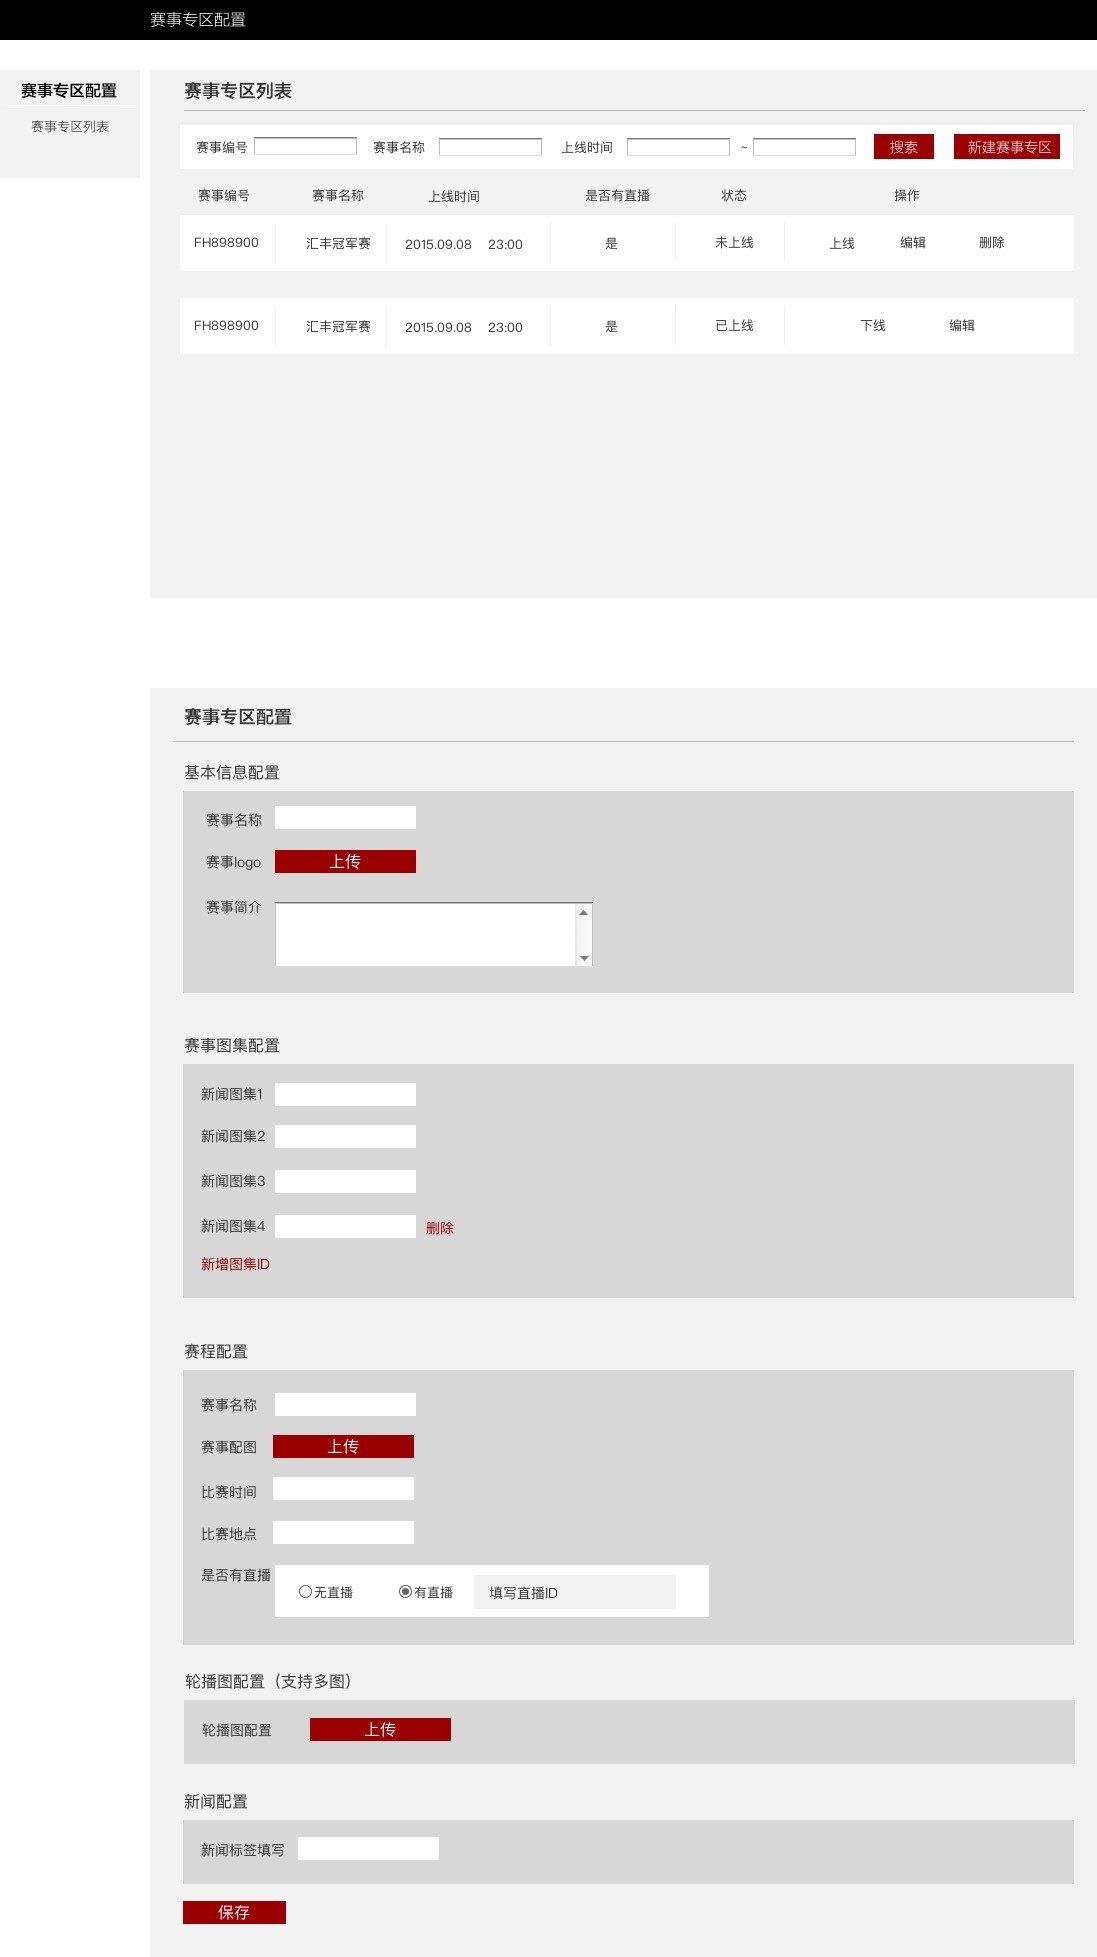 赛事专区配置
赛事专区配置
赛事专区列表
赛事专区列表
赛事编号 赛事名称 上线时间 ~ 搜索 新建赛事专区
赛事编号 赛事名称 上线时间 是否有直播 状态 操作
FH898900 汇丰冠军赛 2015.09.08 23:00 是 未上线 上线 编辑 删除
FH898900 汇丰冠军赛 2015.09.08 23:00 是 已上线 下线 编辑
赛事专区配置
基本信息配置
赛事名称
赛事logo 上传
赛事简介
赛事图集配置
新闻图集1
新闻图集2
新闻图集3
新闻图集4 删除
新增图集ID
赛程配置
赛事名称
赛事配图 上传
比赛时间
比赛地点
是否有直播 无直播 有直播 填写直播ID
轮播图配置（支持多图）
轮播图配置 上传
新闻配置
新闻标签填写
保存